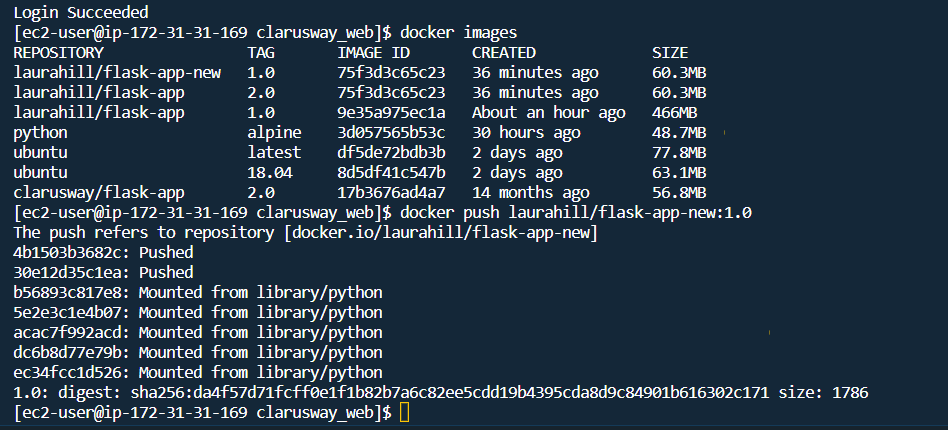 Login Succeeded
[ec2-user@ip-172-31-31-169 clarusway_web]$ docker images
REPOSITORY TAG IMAGE ID CREATED SIZE
laurahill/flask-app-new 1.0 75f3d3c65c23 36 minutes ago 60.3MB
laurahill/flask-app 2.0 75f3d3c65c23 36 minutes ago 60.3MB
laurahill/flask-app 1.0 9e35a975ec1a About an hour ago 466MB
python alpine 3d057565b53c 30 hours ago 48.7MB
ubuntu latest df5de72bdb3b 2 days ago 77.8MB
ubuntu 18.04 8d5df41c547b 2 days ago 63.1MB
clarusway/flask-app 2.0 17b3676ad4a7 14 months ago 56.8MB
[ec2-user@ip-172-31-31-169 clarusway_web]$ docker push laurahill/flask-app-new:1.0
The push refers to repository [docker.io/laurahill/flask-app-new]
4b1503b3682c: Pushed
30e12d35c1ea: Pushed
b56893c817e8: Mounted from library/python
5e2e3c1e4b07: Mounted from library/python
acac7f992acd: Mounted from library/python
dc6b8d77e79b: Mounted from library/python
ec34fcc1d526: Mounted from library/python
1.0: digest: sha256:da4f57d71fcff0e1f1b82b7a6c82ee5cdd19b4395cda8d9c84901b616302c171 size: 1786
[ec2-user@ip-172-31-31-169 clarusway_web]$